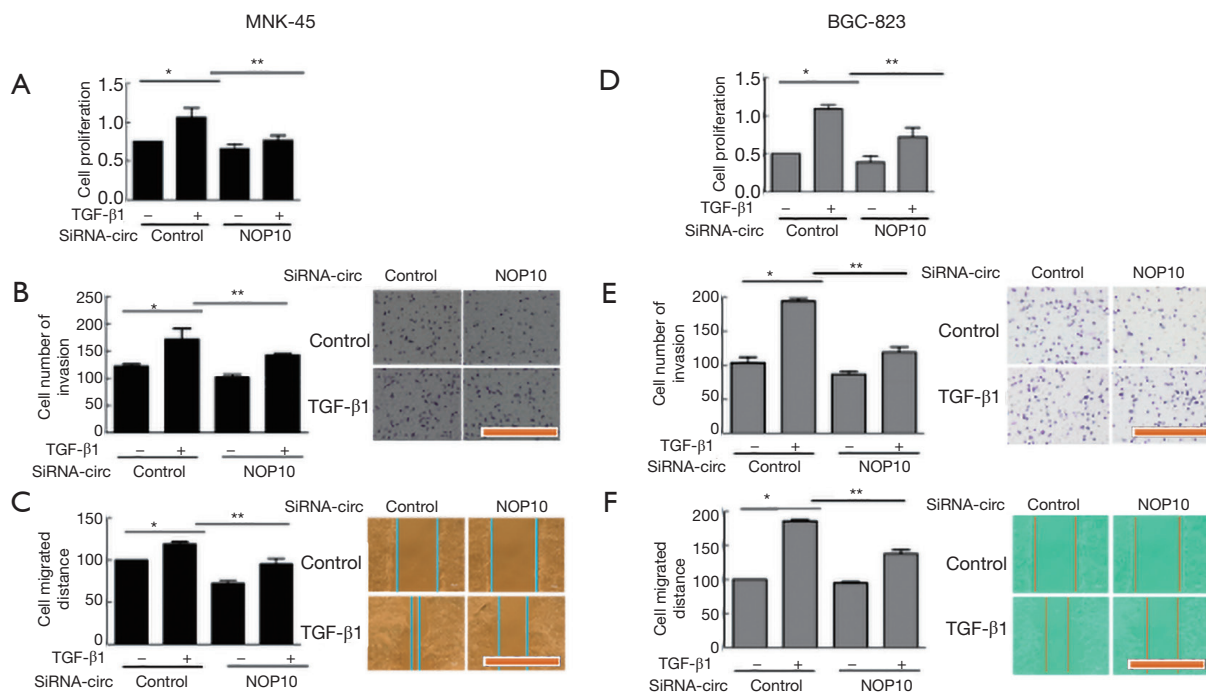 MNK-45
BGC-823
A
* **
Cell proliferation
1.5
1.0
0.5
0.0
TGF-β1 – + – +
SiRNA-circ Control NOP10
D
* **
Cell proliferation
1.5
1.0
0.5
0.0
TGF-β1 – + – +
SiRNA-circ Control NOP10
B
* **
Cell number of
invasion
250
200
150
100
50
0
TGF-β1 – + – +
SiRNA-circ Control NOP10
SiRNA-circ Control NOP10
Control
TGF-β1
E
* **
Cell number of
invasion
200
150
100
50
0
TGF-β1 – + – +
SiRNA-circ Control NOP10
SiRNA-circ Control NOP10
Control
TGF-β1
C
* **
Cell migrated
distance
150
100
50
0
TGF-β1 – + – +
SiRNA-circ Control NOP10
SiRNA-circ Control NOP10
Control
TGF-β1
F
* **
Cell migrated
distance
200
150
100
50
0
TGF-β1 – + – +
SiRNA-circ Control NOP10
SiRNA-circ Control NOP10
Control
TGF-β1